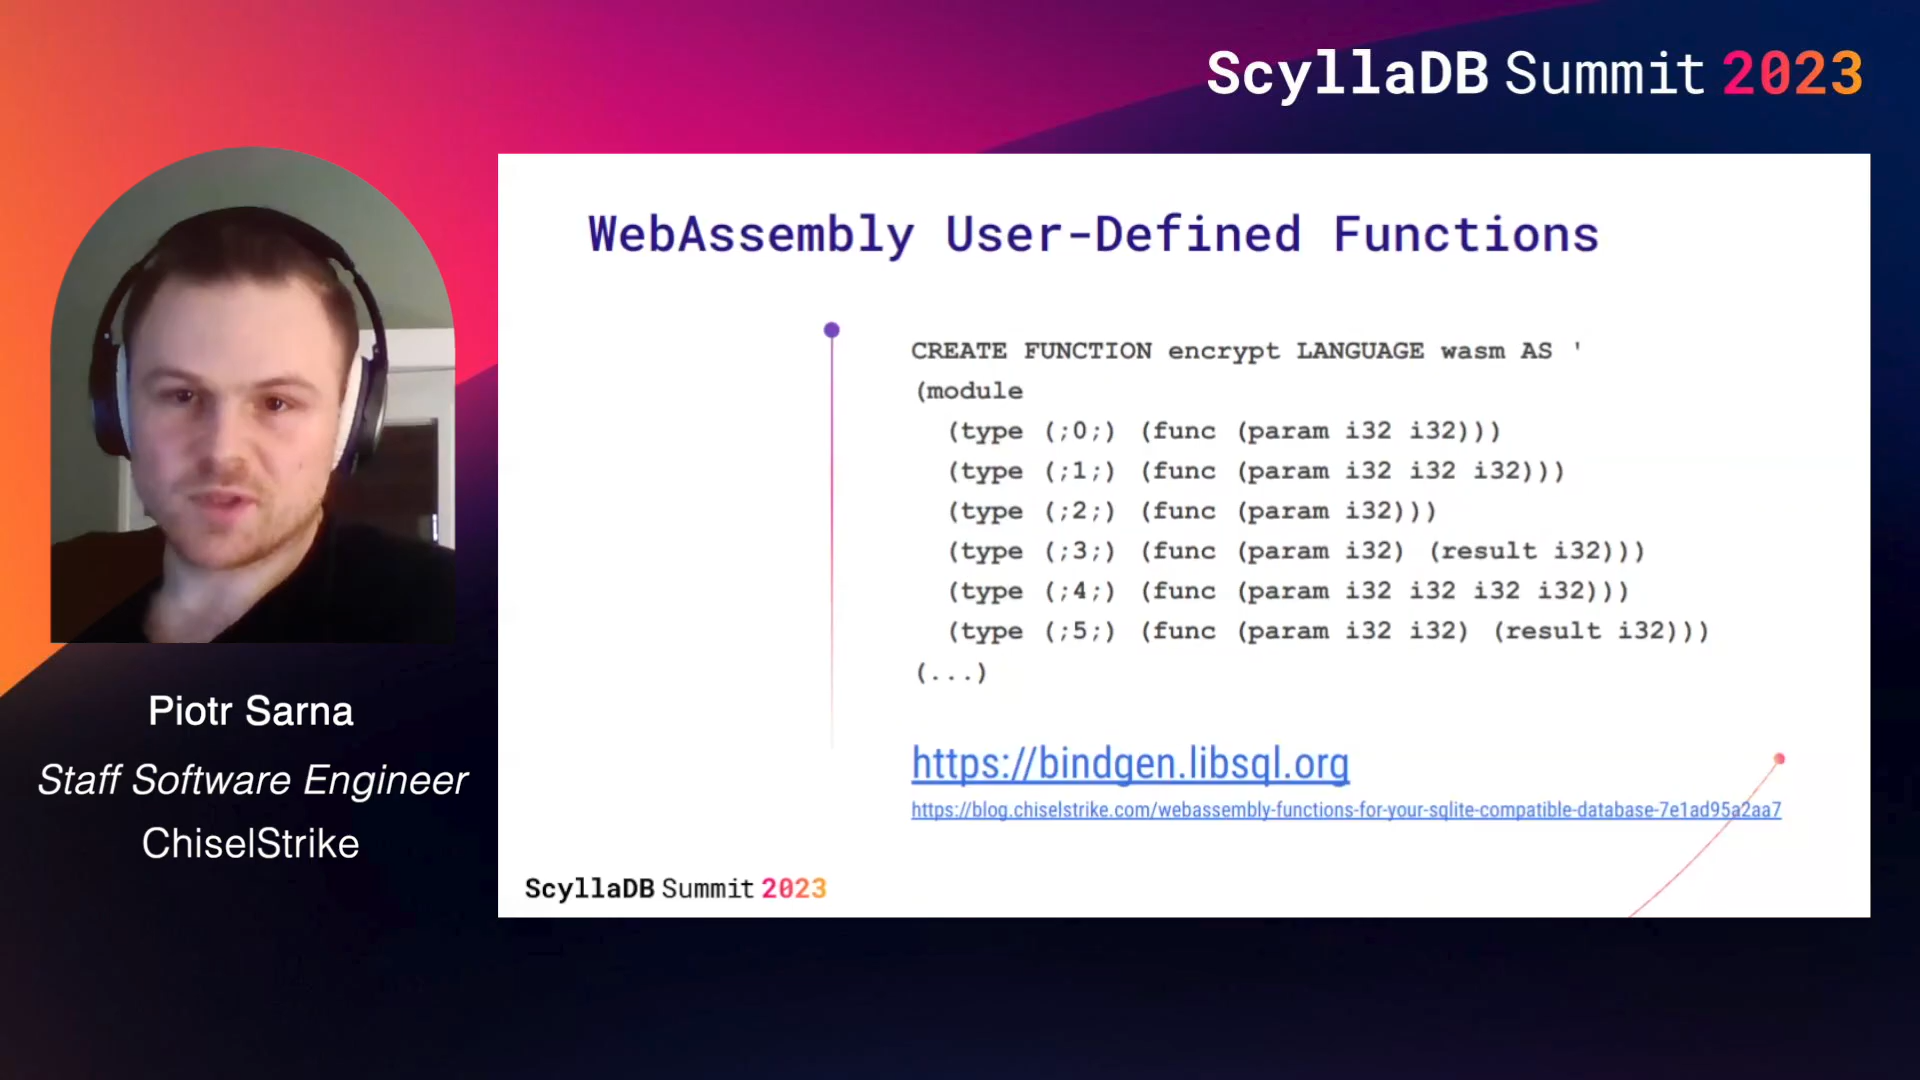 ScyllaDB Summit 2023
WebAssembly User-Defined Functions
CREATE FUNCTION encrypt LANGUAGE wasm AS '
(module
(type (;0;) (func (param i32 i32)))
(type (;1;) (func (param i32 i32 i32)))
(type (;2;) (func (param i32)))
(type (;3;) (func (param i32) (result i32)))
(type (;4;) (func (param i32 i32 i32 i32)))
(type (;5;) (func (param i32 i32) (result i32)))
(...)
https://bindgen.libsql.org
https://blog.chiselstrike.com/webassembly-functions-for-your-sqlite-compatible-database-7e1ad95a2aa7
ScyllaDB Summit 2023
Piotr Sarna
Staff Software Engineer
ChiselStrike